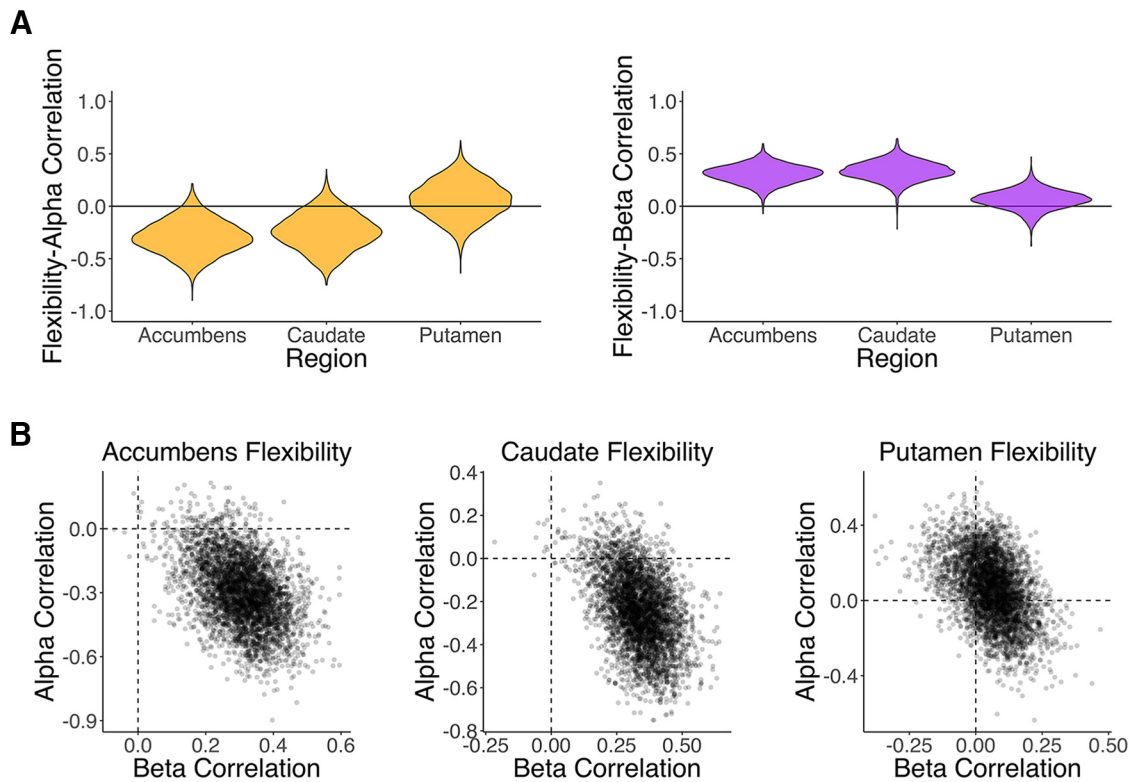 A
Flexibility-Alpha Correlation
1.0
0.5
0.0
-0.5
-1.0
Accumbens Caudate Putamen
Region
Flexibility-Beta Correlation
1.0
0.5
0.0
-0.5
-1.0
Accumbens Caudate Putamen
Region
B
Accumbens Flexibility
Alpha Correlation
0.0
-0.3
-0.6
-0.9
0.0 0.2 0.4 0.6
Beta Correlation
Caudate Flexibility
Alpha Correlation
0.4
0.2
0.0
-0.2
-0.4
-0.6
-0.8
-0.25 0.00 0.25 0.50
Beta Correlation
Putamen Flexibility
Alpha Correlation
0.4
0.0
-0.4
-0.25 0.00 0.25 0.50
Beta Correlation